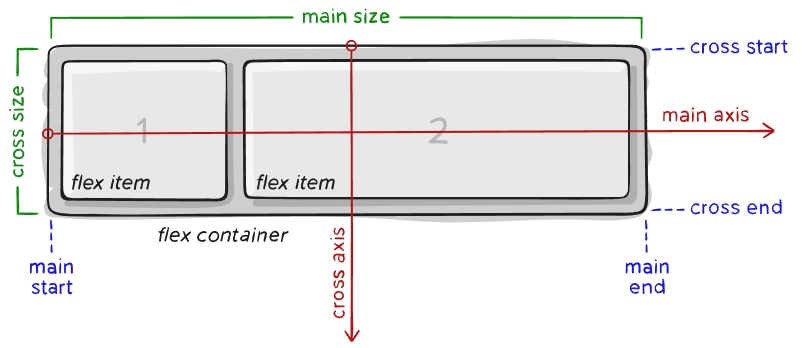 main size
cross start
cross size
main axis
1
2
flex item
flex item
cross end
flex container
cross axis
main
start
main
end